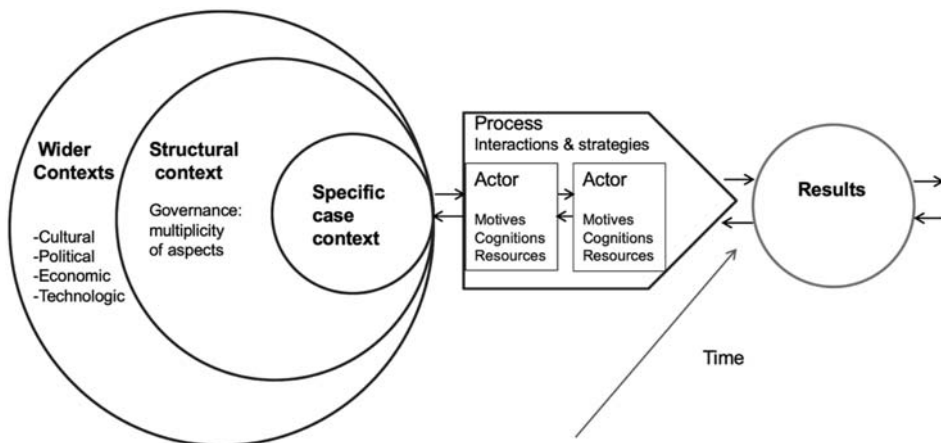 Wider
Contexts
-Cultural
-Political
-Economic
-Technologic
Structural
context
Governance:
multiplicity
of aspects
Specific
case
context
Process
Interactions & strategies
Actor
Motives
Cognitions
Resources
Actor
Motives
Cognitions
Resources
Results
Time